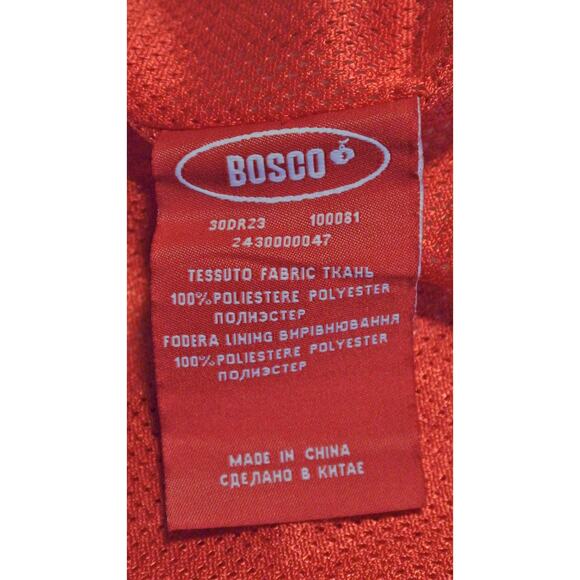 BOSCO
30DR23 100081
2430000047
TESSUTO FABRIC ТКАНЬ
100% POLIESTERE POLYESTER
ПОЛИЭСТЕР
FODERA LINING ВИРІВНЮВАННЯ
100% POLIESTERE POLYESTER
ПОЛИЭСТЕР
MADE IN CHINA
СДЕЛАНО В КИТАЕ